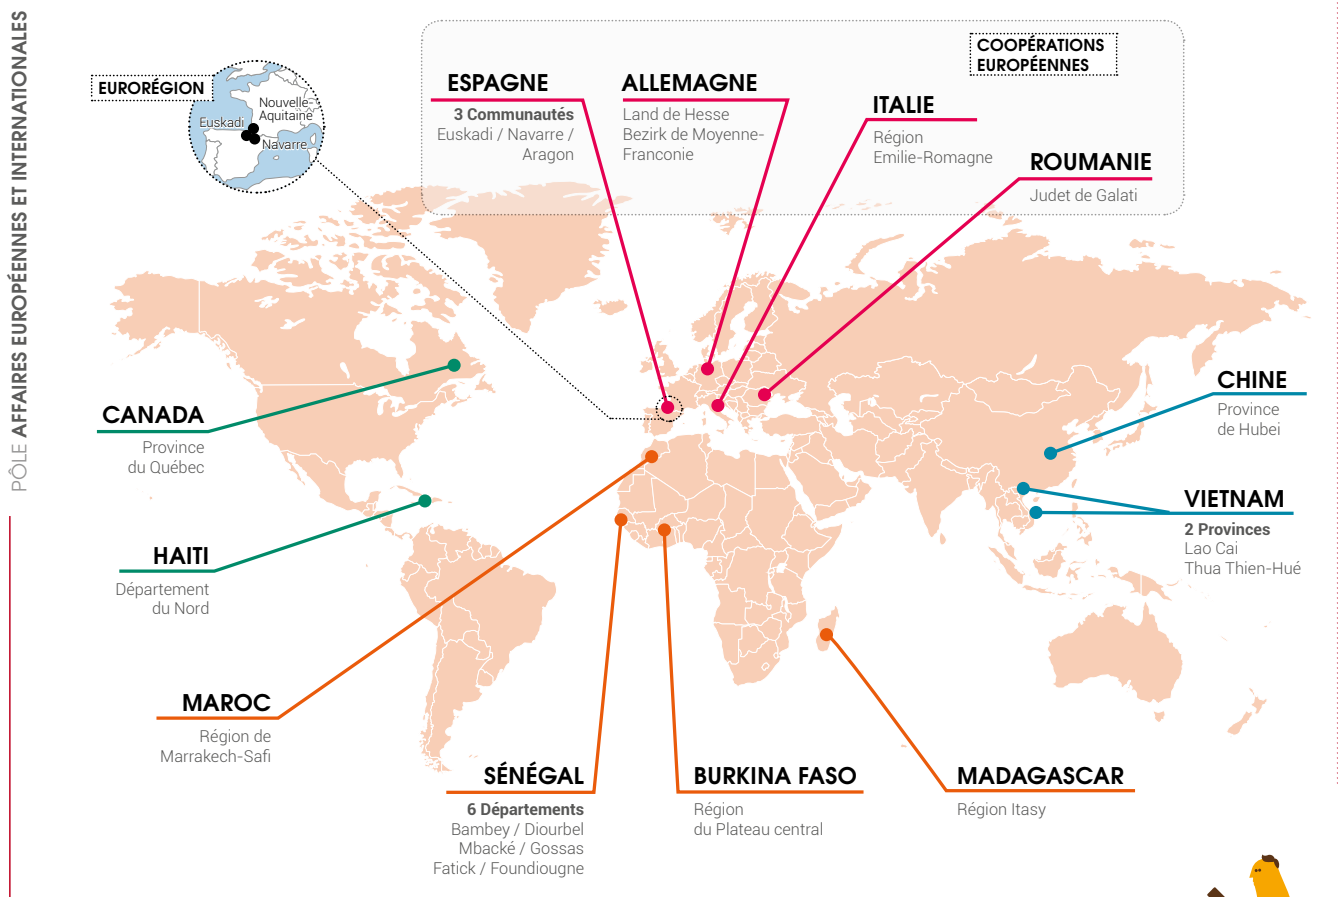 PÔLE AFFAIRES EUROPÉENNES ET INTERNATIONALES
EURORÉGION
Nouvelle-
Aquitaine
Euskadi
Navarre
COOPÉRATIONS
EUROPÉENNES
ESPAGNE
3 Communautés
Euskadi / Navarre /
Aragon
ALLEMAGNE
Land de Hesse
Bezirk de Moyenne-
Franconie
ITALIE
Région
Emilie-Romagne
ROUMANIE
Judet de Galati
CANADA
Province
du Québec
HAITI
Département
du Nord
CHINE
Province
de Hubei
VIETNAM
2 Provinces
Lao Cai
Thua Thien-Hué
MAROC
Région de
Marrakech-Safi
SÉNÉGAL
6 Départements
Bambey / Diourbel
Mbacké / Gossas
Fatick / Foundiougne
BURKINA FASO
Région
du Plateau central
MADAGASCAR
Région Itasy